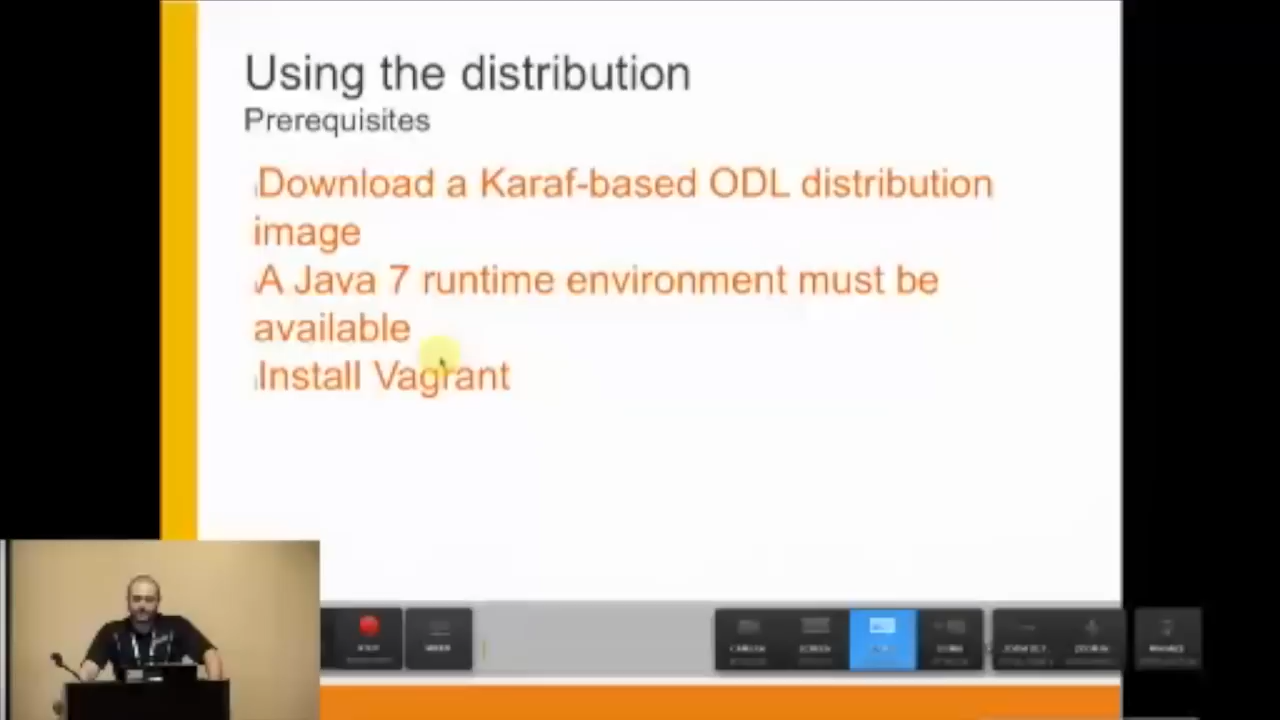 Using the distribution
Prerequisites
Download a Karaf-based ODL distribution
image
A Java 7 runtime environment must be
available
Install Vagrant